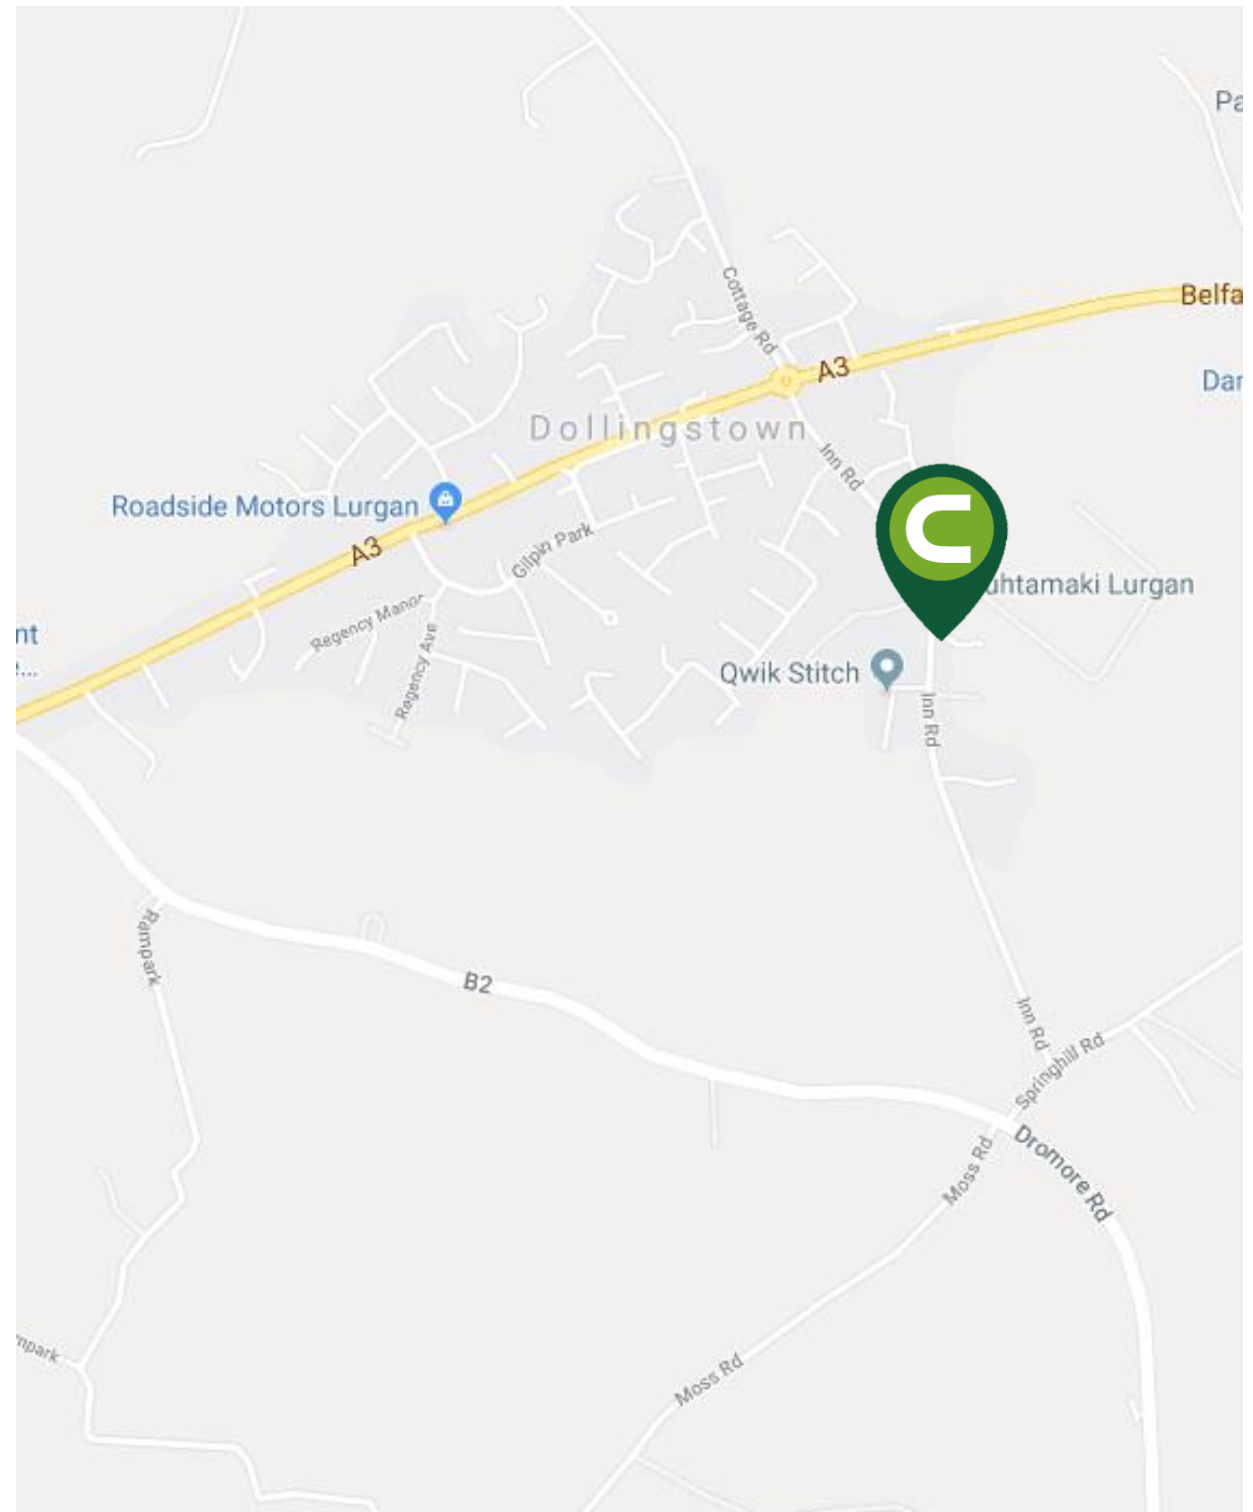 Pa
Cottage Rd
Belfa
A3
Dar
Dollingstown
Inn Rd
Roadside Motors Lurgan
A3
Gilpin Park
uhtamaki Lurgan
Regency Manor
nt
e...
Regency Ave
Qwik Stitch
Inn Rd
Rampark
B2
Inn Rd
Springhill Rd
Dromore Rd
Moss Rd
mpark
Moss Rd